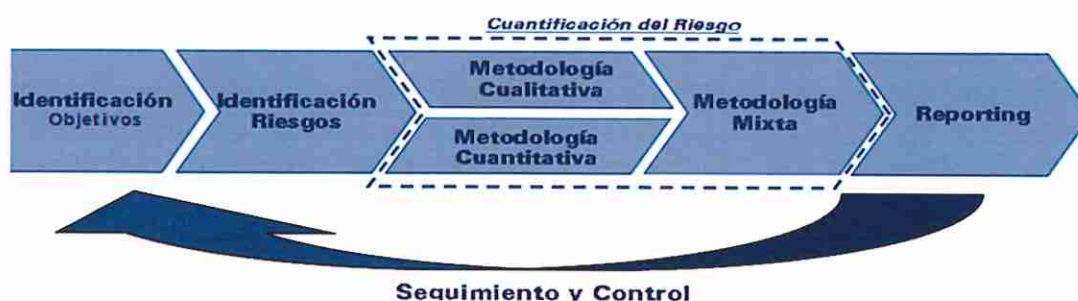 Cuantificación del Riesgo
Identificación
Objetivos
Identificación
Riesgos
Metodología
Cualitativa
Metodología
Cuantitativa
Metodología
Mixta
Reporting
Seguimiento y Control